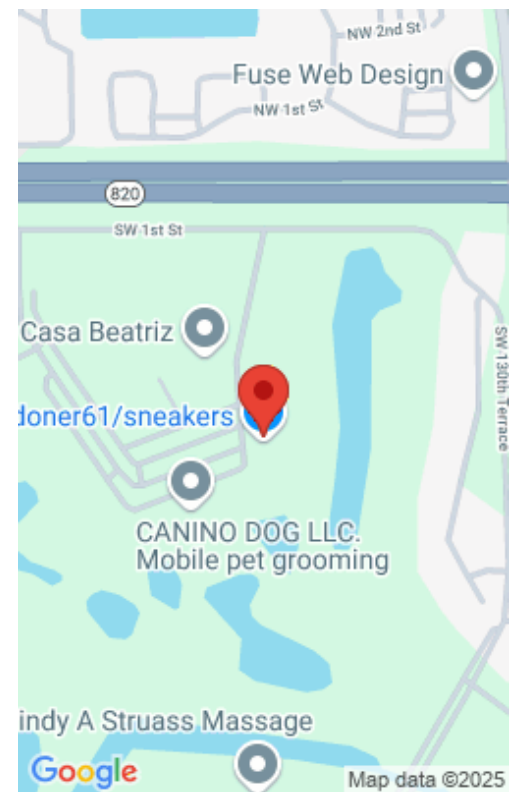 NW 2nd St
Fuse Web Design
NW 1st St
820
SW 1st St
Casa Beatriz
SW 130th Terrace
doner61/sneakers
CANINO DOG LLC.
Mobile pet grooming
indy A Struass Massage
Google
Map data ©2025